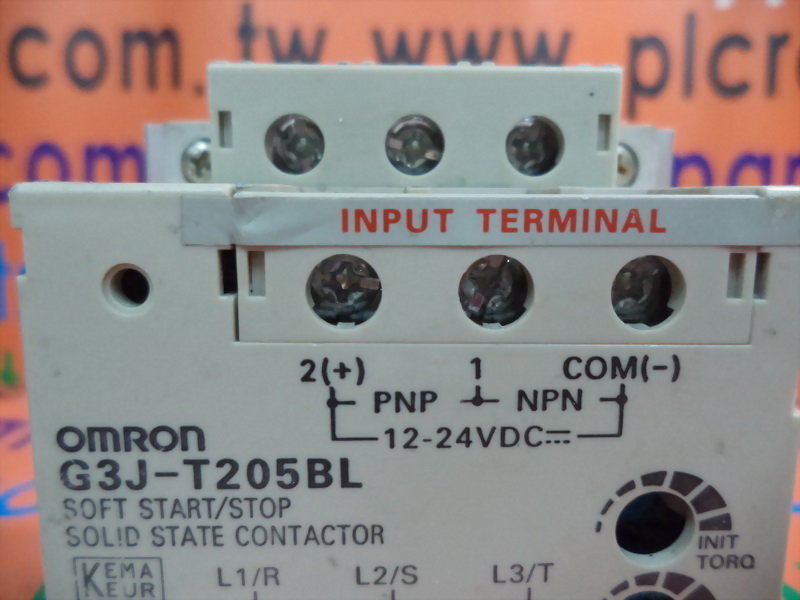 com.tw www.plcr
com
INPUT TERMINAL
2(+) 1 COM(-)
PNP NPN
12-24VDC
OMRON
G3J-T205BL
SOFT START/STOP
SOLID STATE CONTACTOR
INIT
TORQ
KEMA
KEUR
L1/R L2/S L3/T